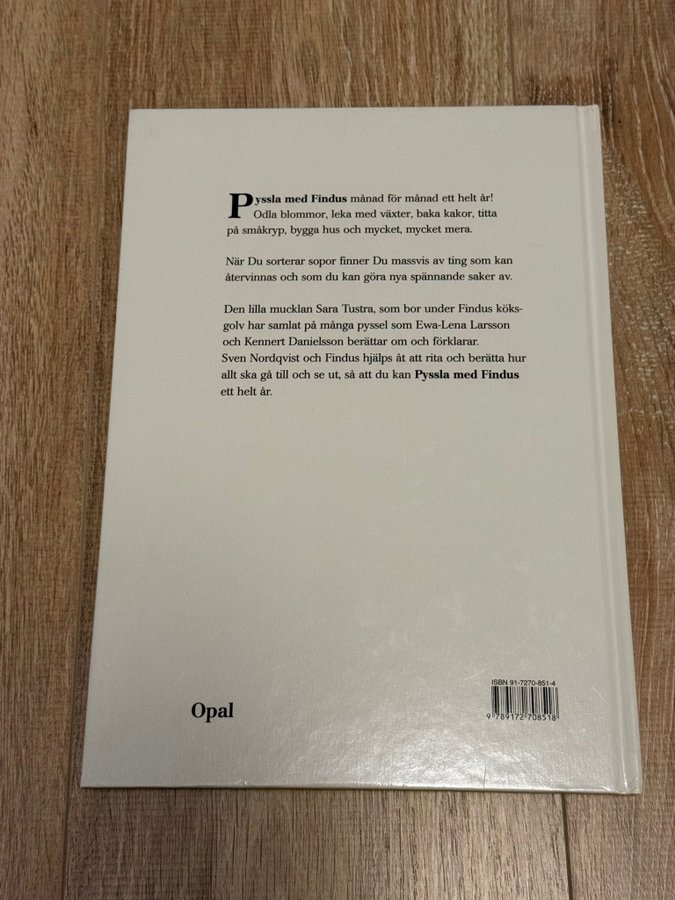 Pyssla med Findus månad för månad ett helt år!
Odla blommor, leka med växter, baka kakor, titta
på småkryp, bygga hus och mycket, mycket mera.
När Du sorterar sopor finner Du massvis av ting som kan
återvinnas och som du kan göra nya spännande saker av.
Den lilla mucklan Sara Tustra, som bor under Findus köks-
golv har samlat på många pyssel som Ewa-Lena Larsson
och Kennert Danielsson berättar om och förklarar.
Sven Nordqvist och Findus hjälps åt att rita och berätta hur
allt ska gå till och se ut, så att du kan Pyssla med Findus
ett helt år.
Opal
ISBN 91-7270-851-4
9 789172 708518